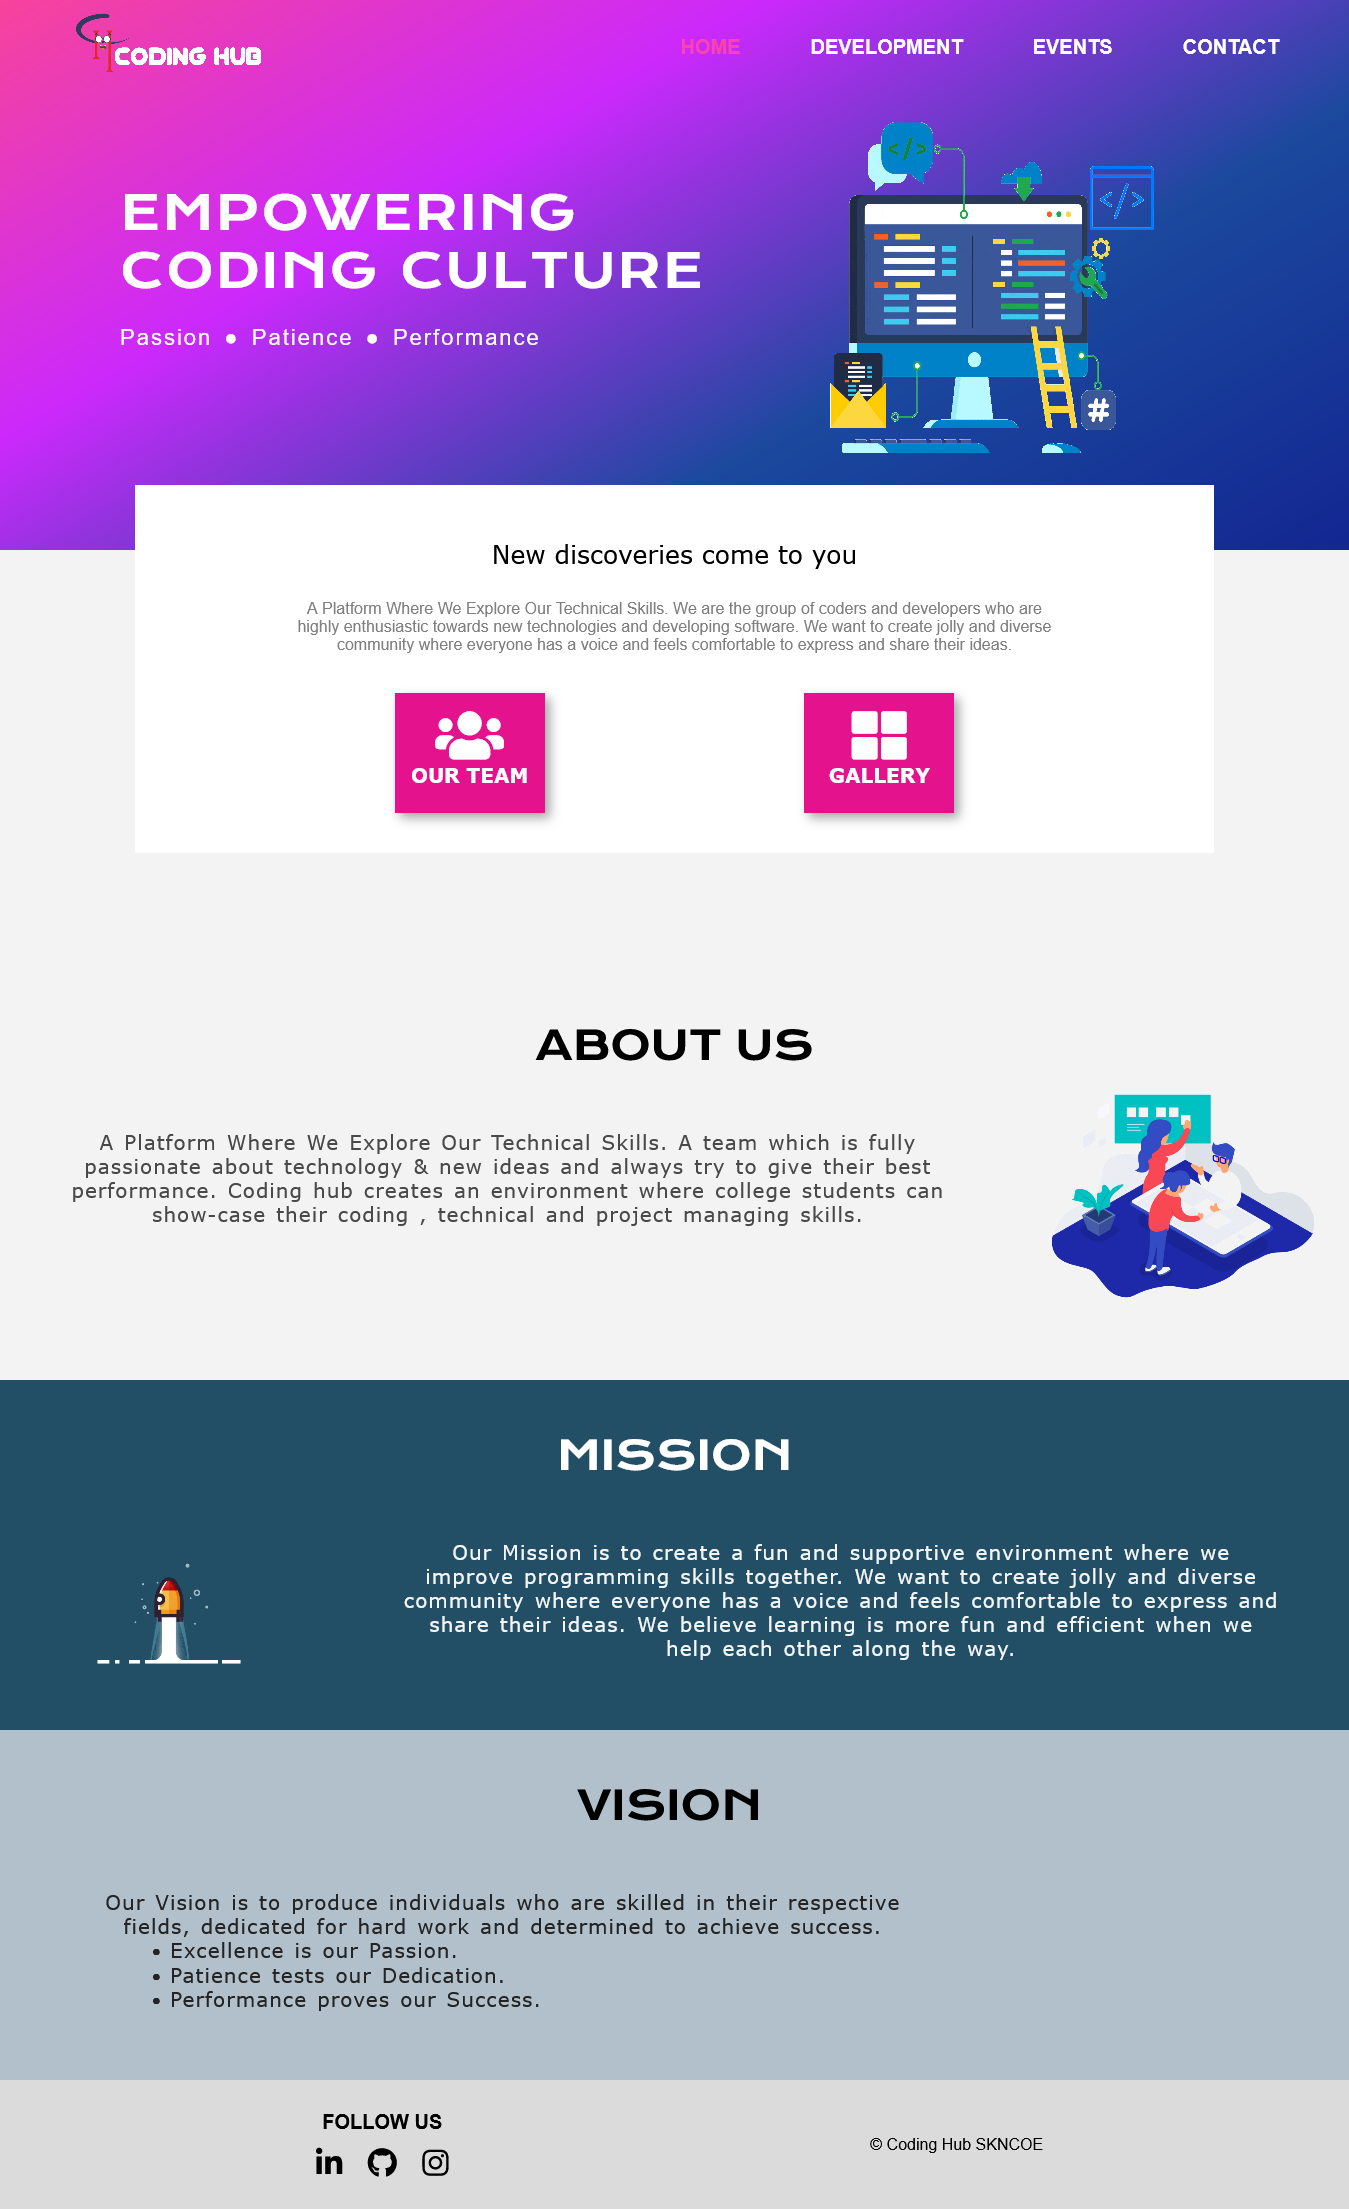 CODING HUB
HOME
DEVELOPMENT
EVENTS
CONTACT
EMPOWERING
CODING CULTURE
Passion ● Patience ● Performance
</>
</>
#
New discoveries come to you
A Platform Where We Explore Our Technical Skills. We are the group of coders and developers who are
highly enthusiastic towards new technologies and developing software. We want to create jolly and diverse
community where everyone has a voice and feels comfortable to express and share their ideas.
OUR TEAM
GALLERY
ABOUT US
A Platform Where We Explore Our Technical Skills. A team which is fully
passionate about technology & new ideas and always try to give their best
performance. Coding hub creates an environment where college students can
show-case their coding , technical and project managing skills.
MISSION
Our Mission is to create a fun and supportive environment where we
improve programming skills together. We want to create jolly and diverse
community where everyone has a voice and feels comfortable to express and
share their ideas. We believe learning is more fun and efficient when we
help each other along the way.
VISION
Our Vision is to produce individuals who are skilled in their respective
fields, dedicated for hard work and determined to achieve success.
• Excellence is our Passion.
• Patience tests our Dedication.
• Performance proves our Success.
FOLLOW US
in
© Coding Hub SKNCOE